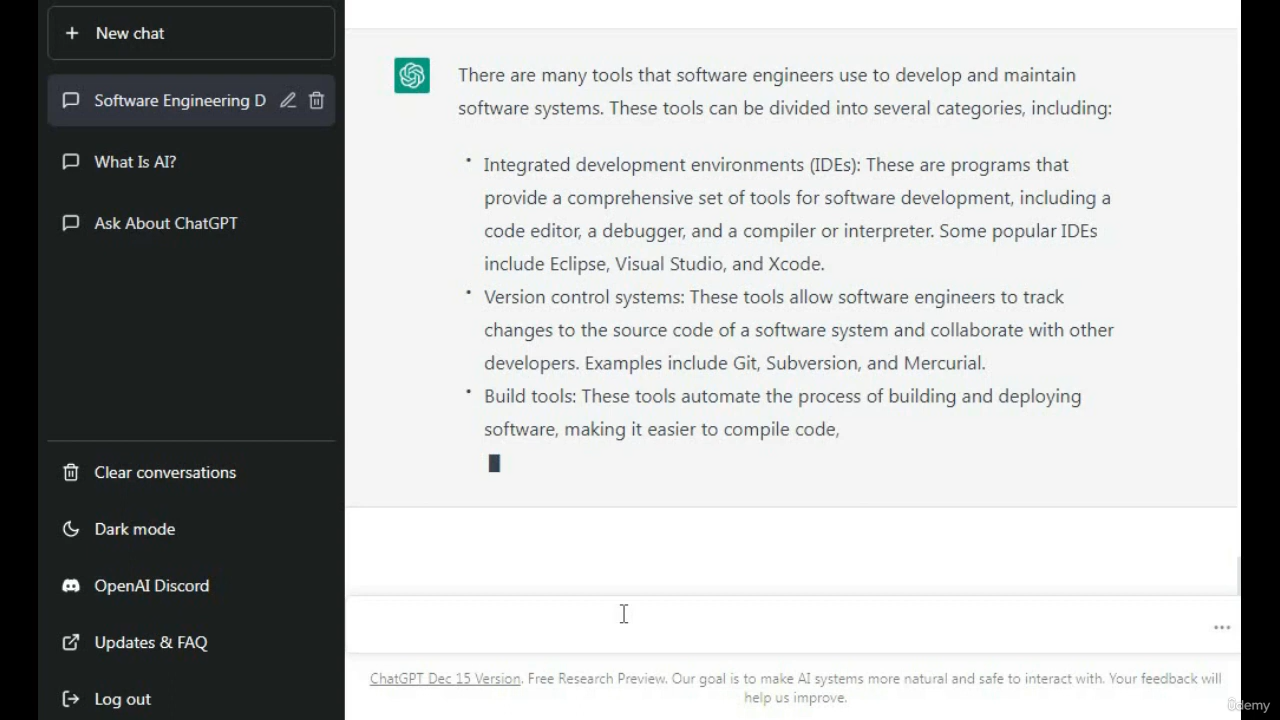 New chat
Software Engineering D
What Is AI?
Ask About ChatGPT
Clear conversations
Dark mode
OpenAI Discord
Updates & FAQ
Log out
There are many tools that software engineers use to develop and maintain
software systems. These tools can be divided into several categories, including:
• Integrated development environments (IDEs): These are programs that
provide a comprehensive set of tools for software development, including a
code editor, a debugger, and a compiler or interpreter. Some popular IDEs
include Eclipse, Visual Studio, and Xcode.
• Version control systems: These tools allow software engineers to track
changes to the source code of a software system and collaborate with other
developers. Examples include Git, Subversion, and Mercurial.
• Build tools: These tools automate the process of building and deploying
software, making it easier to compile code,
ChatGPT Dec 15 Version. Free Research Preview. Our goal is to make AI systems more natural and safe to interact with. Your feedback will
help us improve.
ûdemy